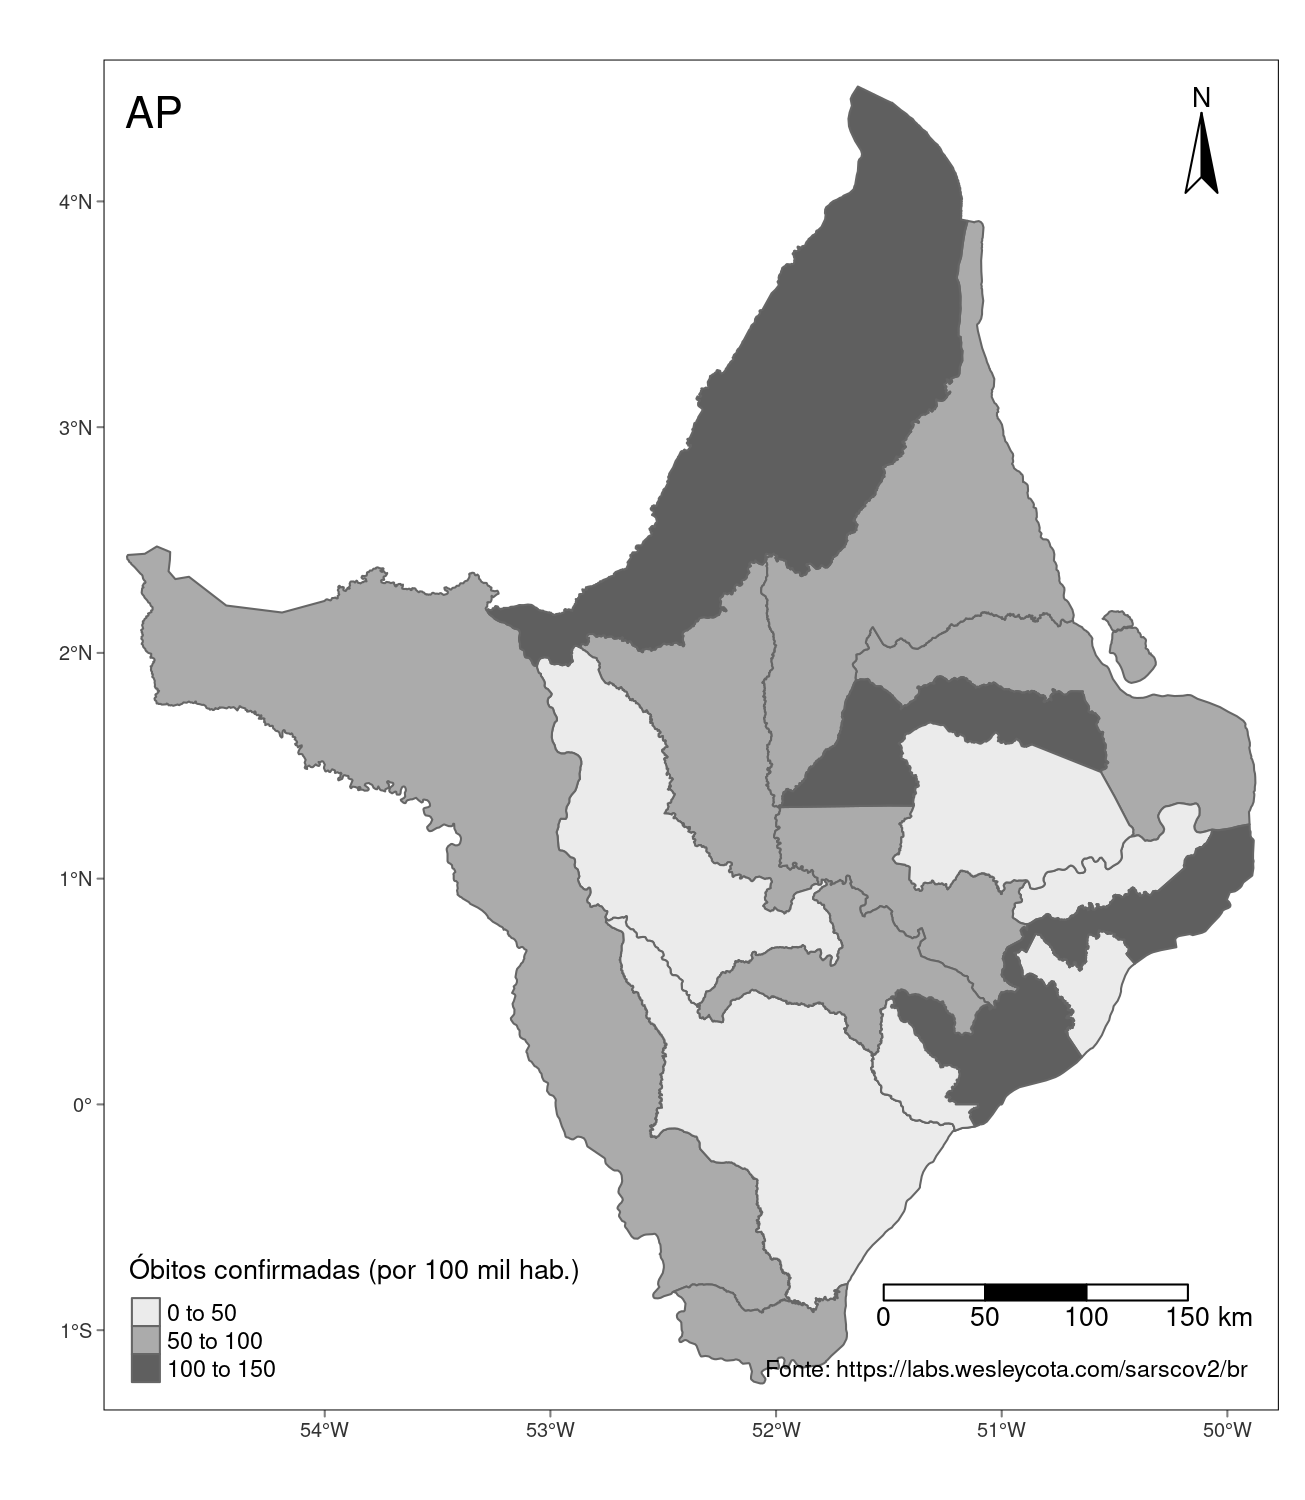 AP
N
4°N
3°N
2°N
1°N
0°
1°S
Óbitos confirmadas (por 100 mil hab.)
0 to 50
50 to 100
100 to 150
0 50 100 150 km
Fonte: https://labs.wesleycota.com/sarscov2/br
54°W 53°W 52°W 51°W 50°W